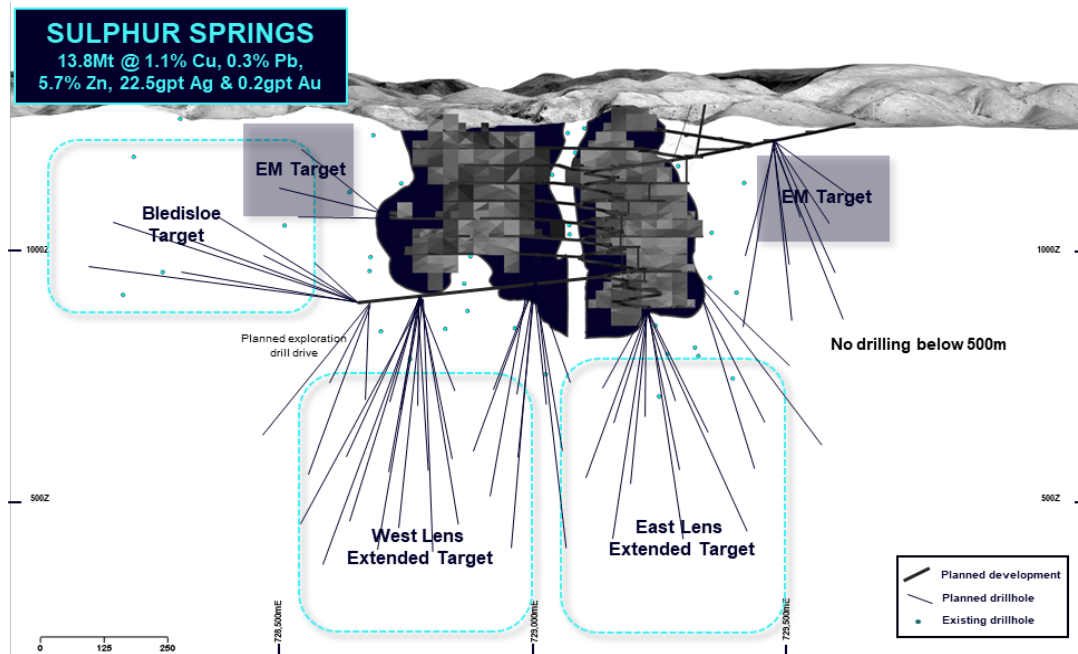 SULPHUR SPRINGS
13.8Mt @ 1.1% Cu, 0.3% Pb,
5.7% Zn, 22.5gpt Ag & 0.2gpt Au
EM Target
EM Target
Bledisloe
Target
1000Z
1000Z
Planned exploration
drill drive
No drilling below 500m
500Z
500Z
West Lens
Extended Target
East Lens
Extended Target
Planned development
Planned drillhole
Existing drillhole
728,500mE
729,000mE
729,500mE
0
125
250